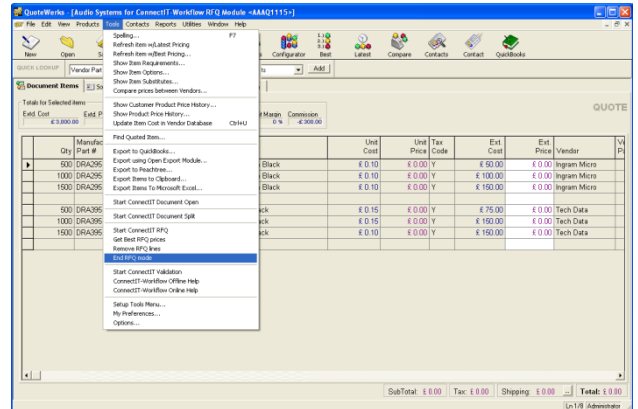 QuoteWerks - [Audio Systems for ConnectIT-Workflow RFQ Module <AAAQ1115>]
File Edit View Products Tools Contacts Reports Utilities Window Help
New Open Configurator Best Latest Compare Contacts Contact QuickBooks
QUICK LOOKUP Vendor Part Add
Document Items
QUOTE
Totals for Selected items
Extd. Cost Extd. P Margin Commission
£ 3,000.00 0 % -£ 300.00
Spelling... F7
Refresh item w/Latest Pricing
Refresh item w/Best Pricing...
Show Item Requirements...
Show Item Options...
Show Item Substitutes...
Compare prices between Vendors...
Show Customer Product Price History...
Show Product Price History...
Update Item Cost in Vendor Database Ctrl+U
Find Quoted Item...
Export to QuickBooks...
Export using Open Export Module...
Export to Peachtree...
Export Items to Clipboard...
Export Items To Microsoft Excel...
Start ConnectIT Document Open
Start ConnectIT Document Split
Start ConnectIT RFQ
Get Best RFQ prices
Remove RFQ lines
End RFQ mode
Start ConnectIT Validation
ConnectIT-Workflow Offline Help
ConnectIT-Workflow Online Help
Setup Tools Menu...
My Preferences...
Options...
Qty Manufac Part # Unit Cost Unit Price Tax Code Ext. Cost Ext. Price Vendor
500 DRA295 Black £ 0.10 £ 0.00 Y £ 50.00 £ 0.00 Ingram Micro
1000 DRA295 Black £ 0.10 £ 0.00 Y £ 100.00 £ 0.00 Ingram Micro
1500 DRA295 Black £ 0.10 £ 0.00 Y £ 150.00 £ 0.00 Ingram Micro
500 DRA395 ack £ 0.15 £ 0.00 Y £ 75.00 £ 0.00 Tech Data
1000 DRA395 ack £ 0.15 £ 0.00 Y £ 150.00 £ 0.00 Tech Data
1500 DRA395 ack £ 0.10 £ 0.00 Y £ 150.00 £ 0.00 Tech Data
SubTotal: £ 0.00 Tax: £ 0.00 Shipping: £ 0.00 ... Total: £ 0.00
Ln 1/8 Administrator